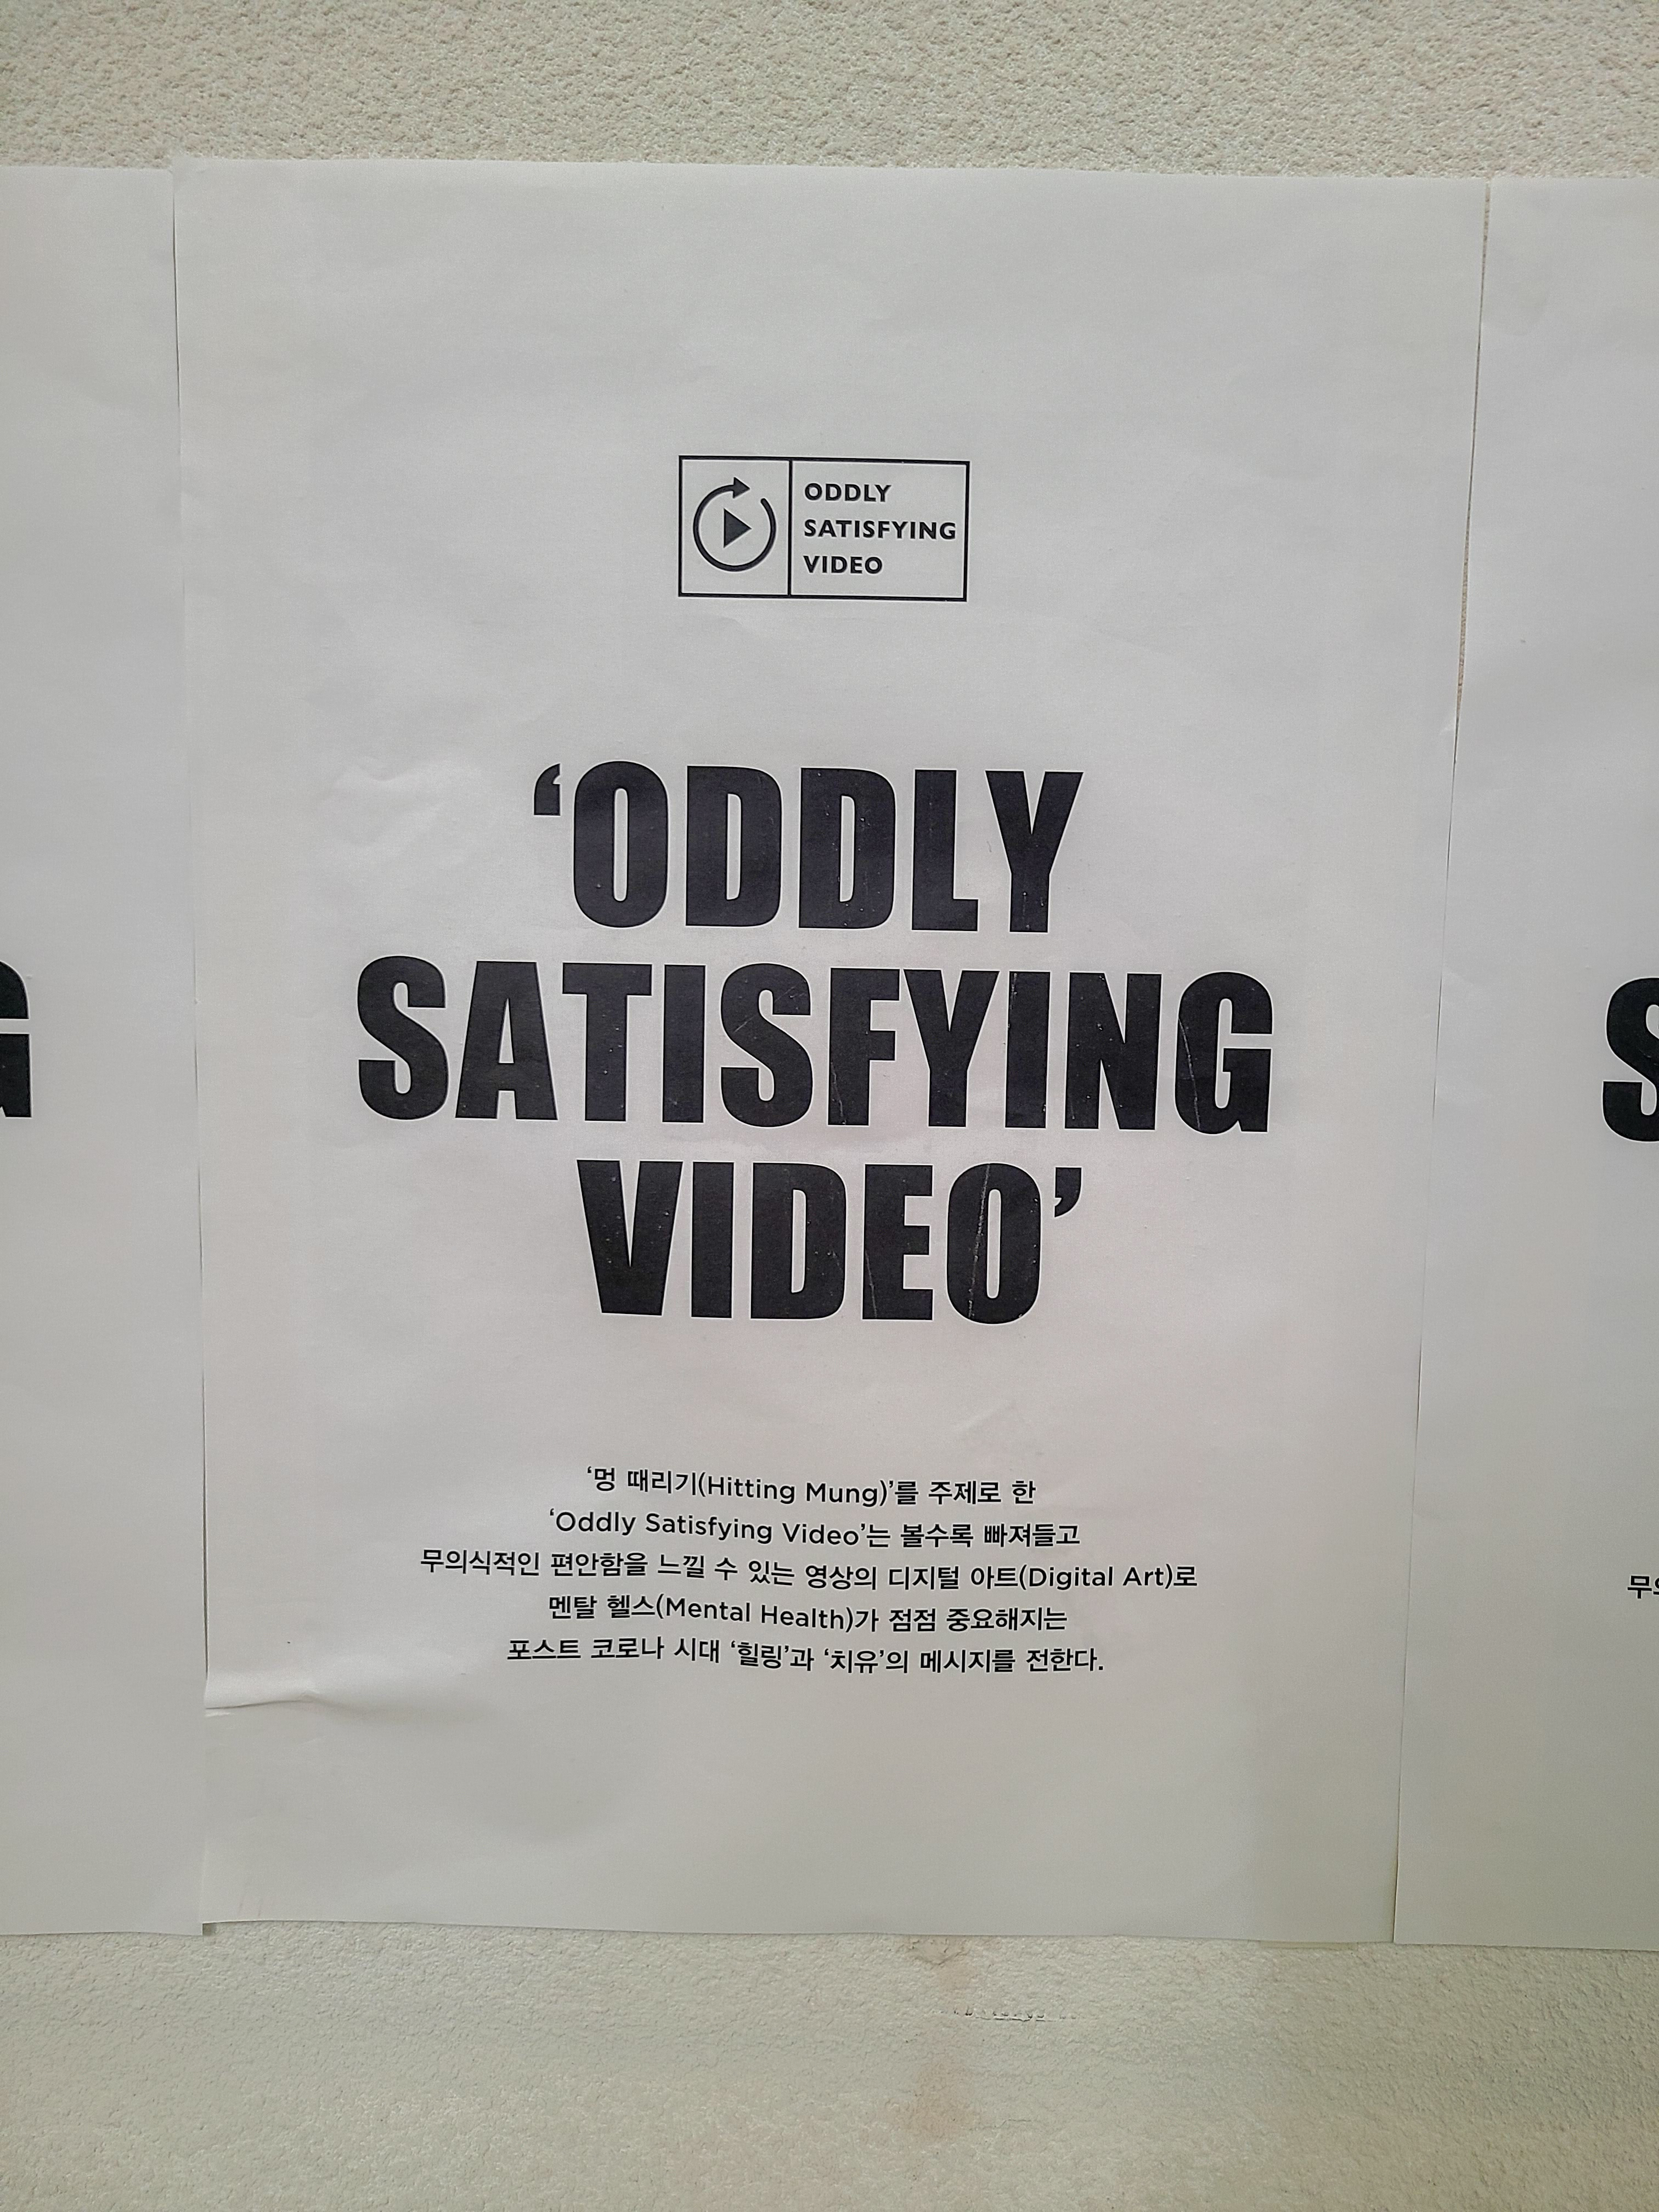 ODDLY
SATISFYING
VIDEO
‘ODDLY
SATISFYING
VIDEO’
‘멍 때리기(Hitting Mung)’를 주제로 한
‘Oddly Satisfying Video’는 볼수록 빠져들고
무의식적인 편안함을 느낄 수 있는 영상의 디지털 아트(Digital Art)로
멘탈 헬스(Mental Health)가 점점 중요해지는
포스트 코로나 시대 ‘힐링’과 ‘치유’의 메시지를 전한다.
G
S